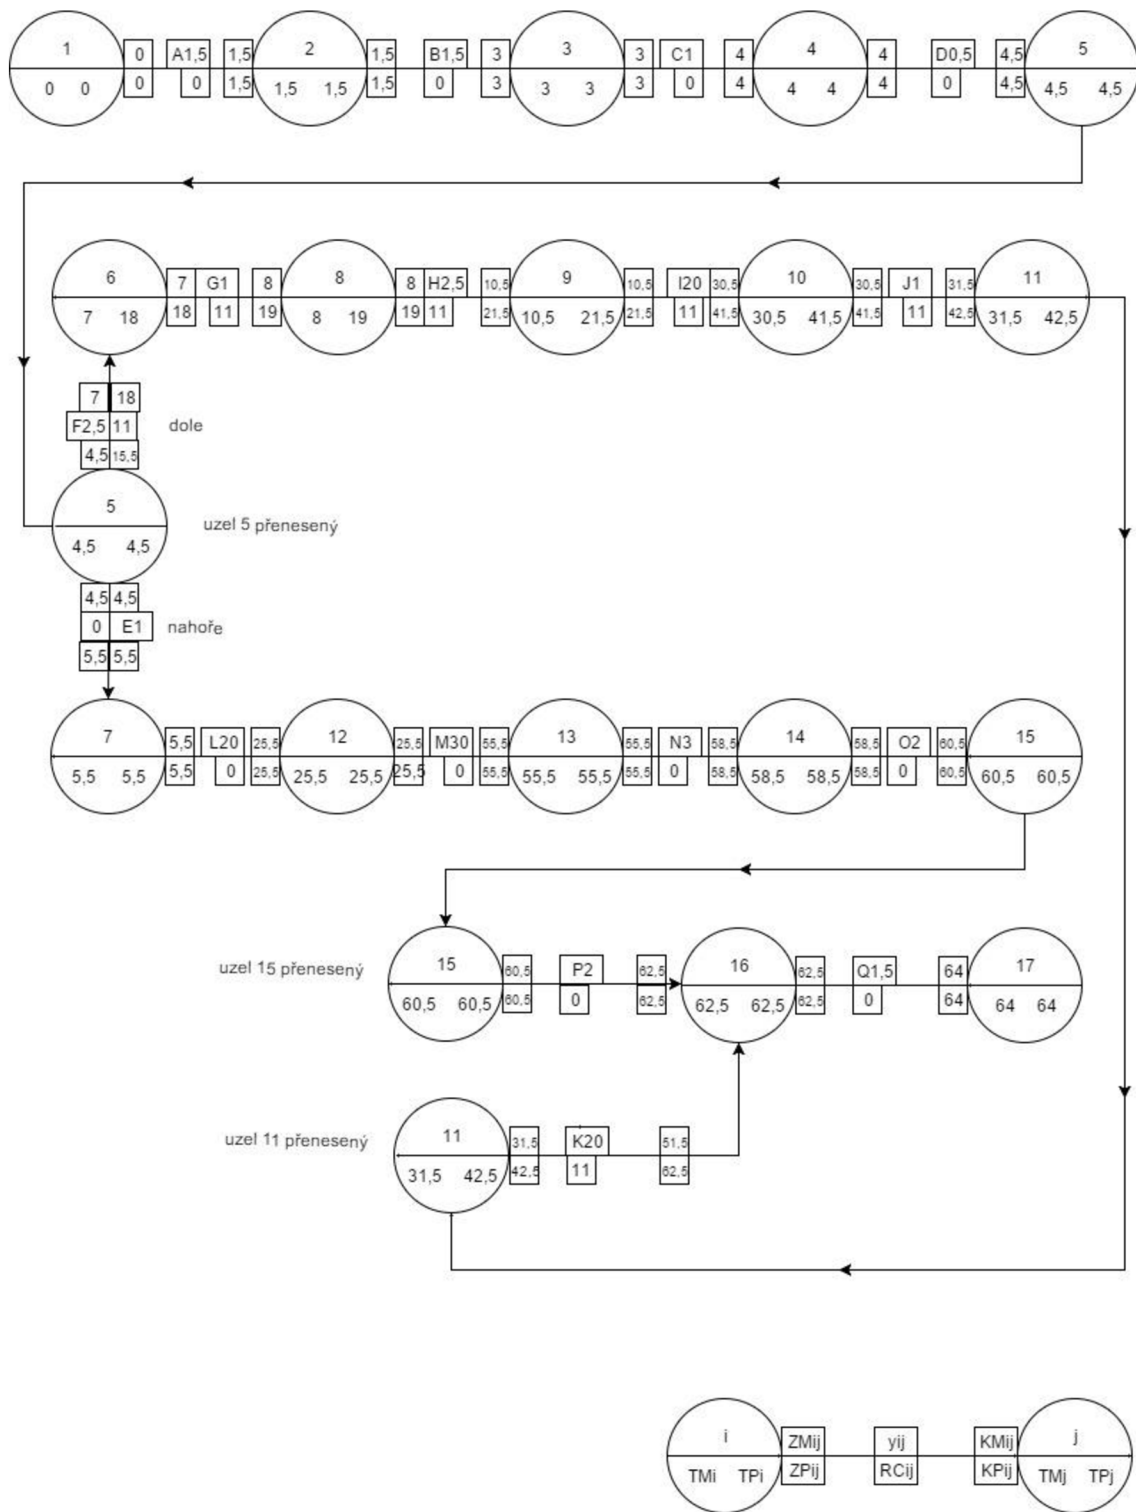 1 2 3 4 5
0 A1,5 1,5 1,5 B1,5 3 3 C1 4 4 D0,5 4,5
0 0 0 0 1,5 1,5 1,5 1,5 0 3 3 3 3 0 4 4 4 4 0 4,5 4,5 4,5
6 8 9 10 11
7 G1 8 8 H2,5 10,5 10,5 I20 30,5 30,5 J1 31,5
7 18 18 11 19 8 19 19 11 21,5 10,5 21,5 21,5 11 41,5 30,5 41,5 41,5 11 42,5 31,5 42,5
7 18
F2,5 11 dole
4,5 15,5
5
uzel 5 přenesený
4,5 4,5
4,5 4,5
0 E1 nahoře
5,5 5,5
7 12 13 14 15
5,5 L20 25,5 25,5 M30 55,5 55,5 N3 58,5 58,5 O2 60,5
5,5 5,5 5,5 0 25,5 25,5 25,5 25,5 0 55,5 55,5 55,5 55,5 0 58,5 58,5 58,5 58,5 0 60,5 60,5 60,5
uzel 15 přenesený 15 16 17
60,5 P2 62,5 62,5 Q1,5 64
60,5 60,5 60,5 0 62,5 62,5 62,5 62,5 0 64 64 64
uzel 11 přenesený 11
31,5 K20 51,5
31,5 42,5 42,5 11 62,5
i j
ZMij yij KMij
TMi TPi ZPij RCij KPij TMj TPj